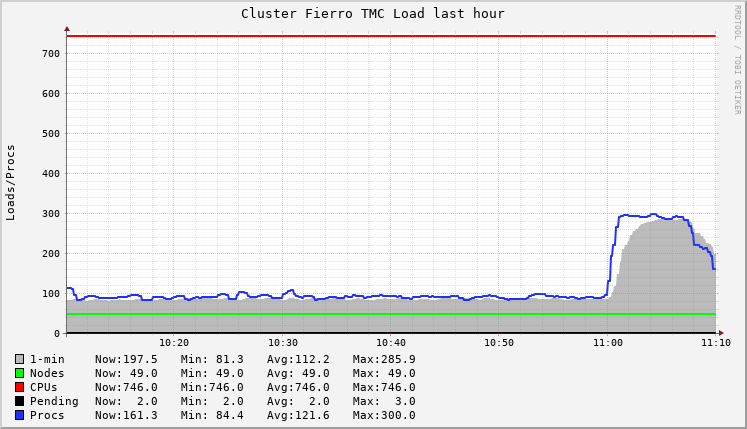 Cluster Fierro TMC Load last hour
RRDTOOL / TOBI OETIKER
Loads/Procs
700
600
500
400
300
200
100
0
10:20 10:30 10:40 10:50 11:00 11:10
1-min Now:197.5 Min: 81.3 Avg:112.2 Max:285.9
Nodes Now: 49.0 Min: 49.0 Avg: 49.0 Max: 49.0
CPUs Now:746.0 Min:746.0 Avg:746.0 Max:746.0
Pending Now: 2.0 Min: 2.0 Avg: 2.0 Max: 3.0
Procs Now:161.3 Min: 84.4 Avg:121.6 Max:300.0